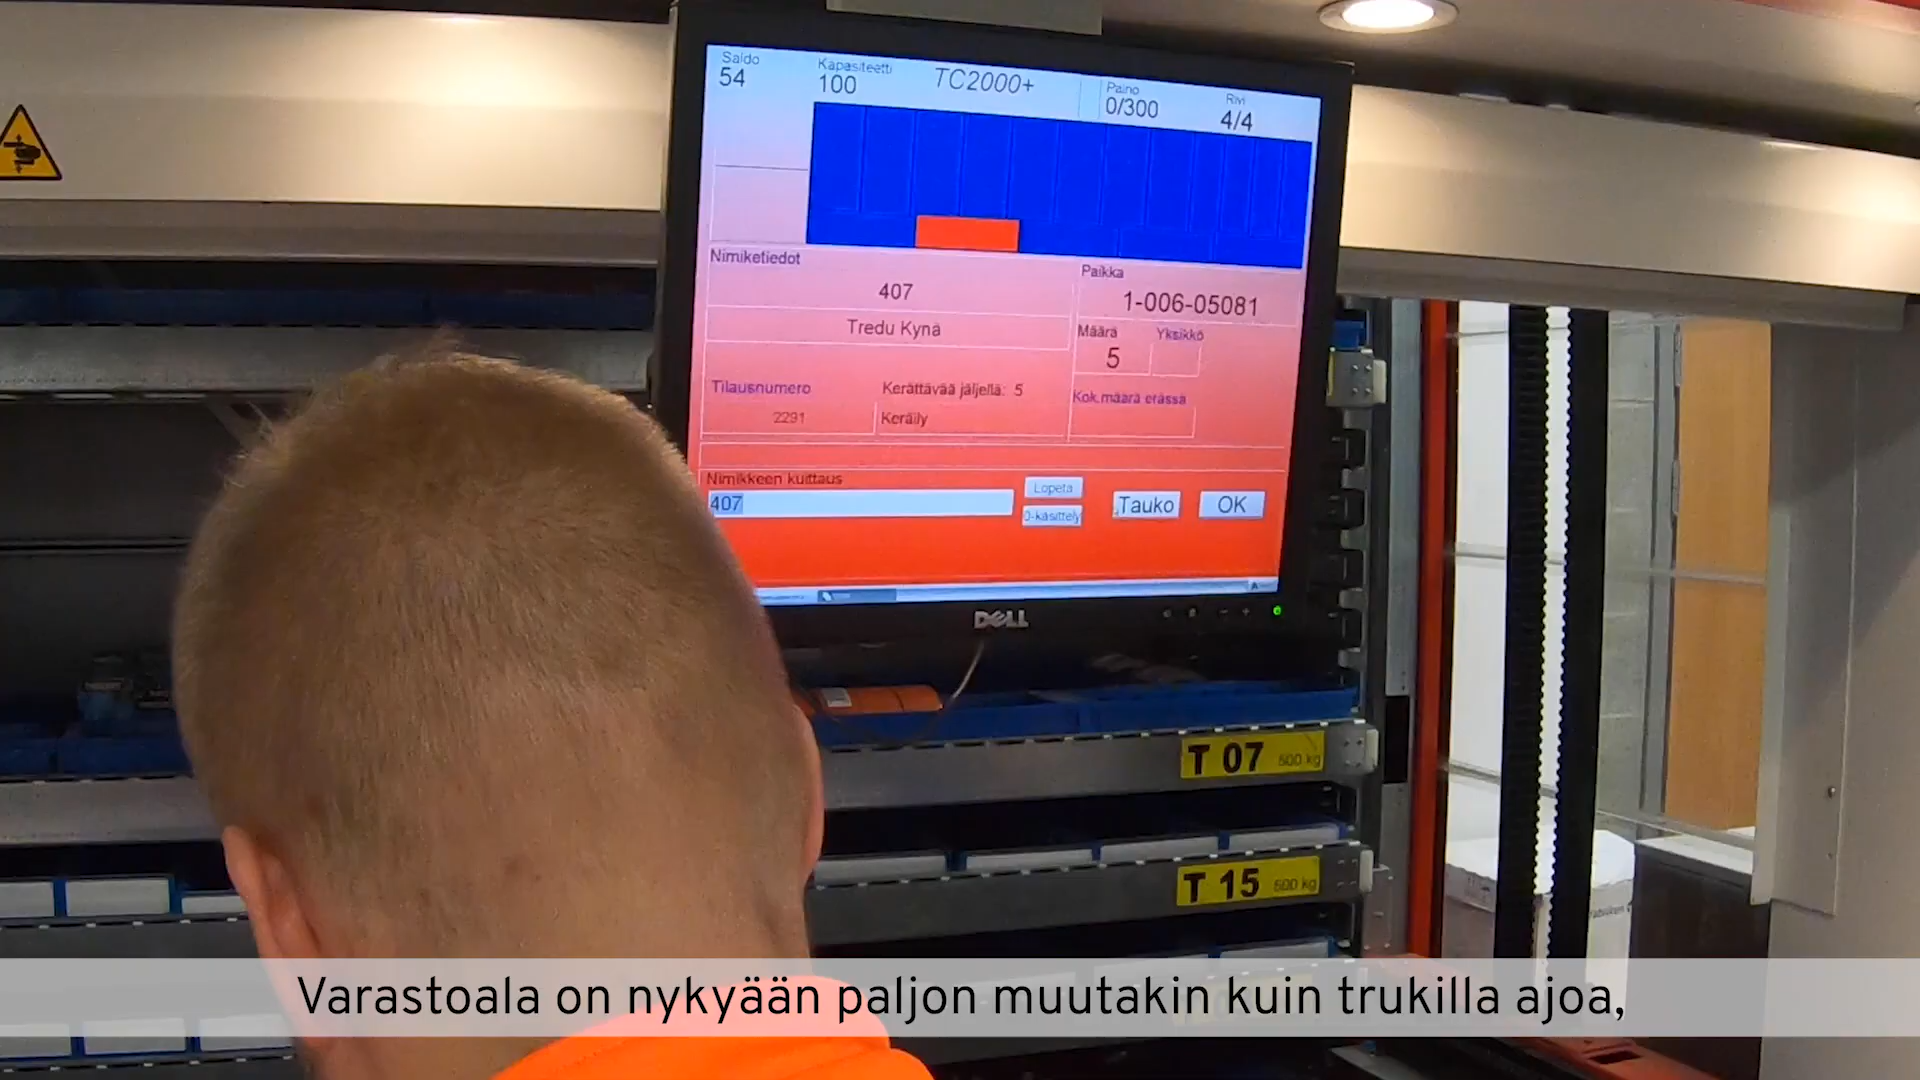 Saldo
54
Kapasiteetti
100
TC2000+
Paino
0/300
Rivi
4/4
Nimiketiedot
407
Tredu Kynä
Paikka
1-006-05081
Määrä
5
Yksikkö
Tilausnumero
2291
Kerättävää jäljellä: 5
Keräily
Kok.määrä erässä
Nimikkeen kuittaus
407
Lopeta
0-käsittely
Tauko
OK
DELL
T 07 500 kg
T 15 500 kg
Varastoala on nykyään paljon muutakin kuin trukilla ajoa,